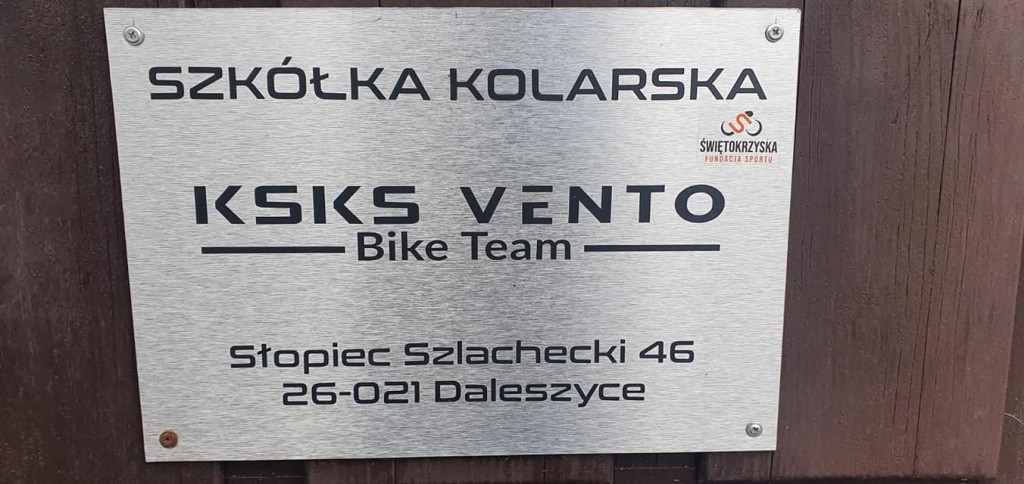 SZKÓŁKA KOLARSKA
ŚWIĘTOKRZYSKA
FUNDACJA SPORTU
KSKS VENTO
Bike Team
Słopiec Szlachecki 46
26-021 Daleszyce